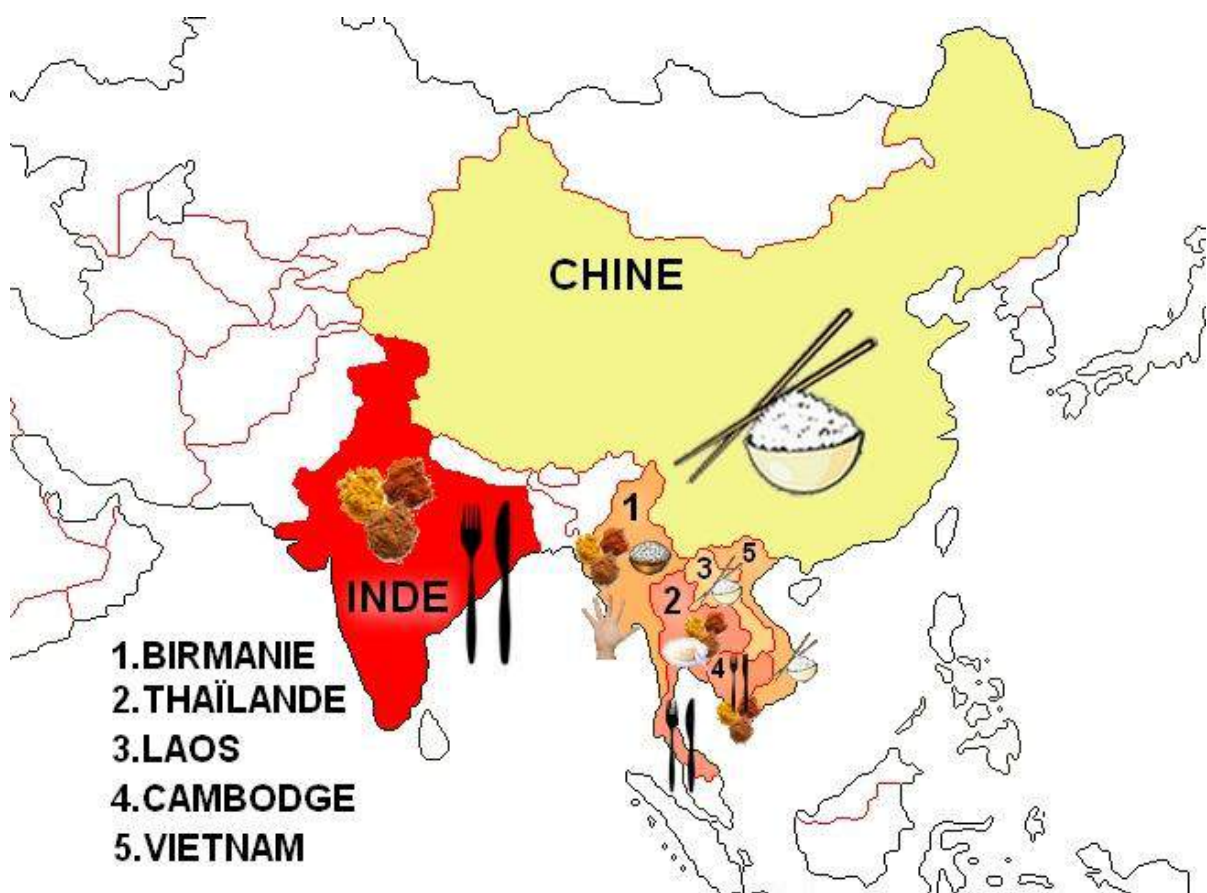 CHINE
INDE
1
2
3
4
5
1.BIRMANIE
2.THAÏLANDE
3.LAOS
4.CAMBODGE
5.VIETNAM